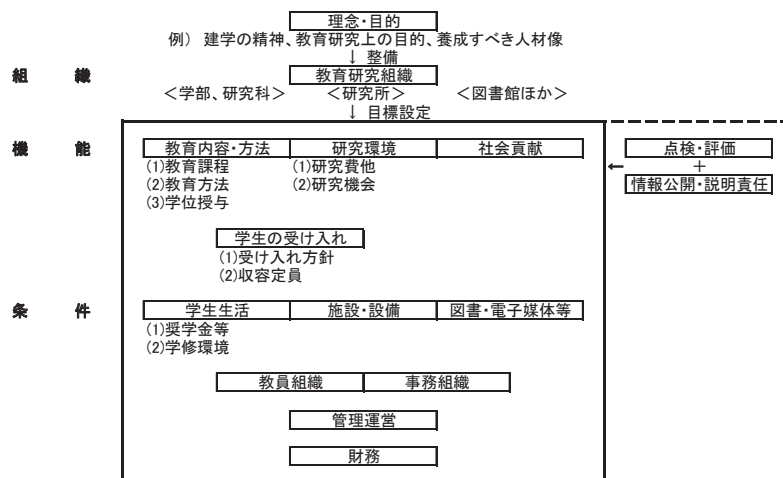 理念・目的
例） 建学の精神、教育研究上の目的、養成すべき人材像
↓ 整備
組 織
教育研究組織
＜学部、研究科＞ ＜研究所＞ ＜図書館ほか＞
↓ 目標設定
機 能
教育内容・方法 研究環境 社会貢献 点検・評価
(1)教育課程 (1)研究費他 ← ＋
(2)教育方法 (2)研究機会 情報公開・説明責任
(3)学位授与
学生の受け入れ
(1)受け入れ方針
(2)収容定員
条 件
学生生活 施設・設備 図書・電子媒体等
(1)奨学金等
(2)学修環境
教員組織 事務組織
管理運営
財務